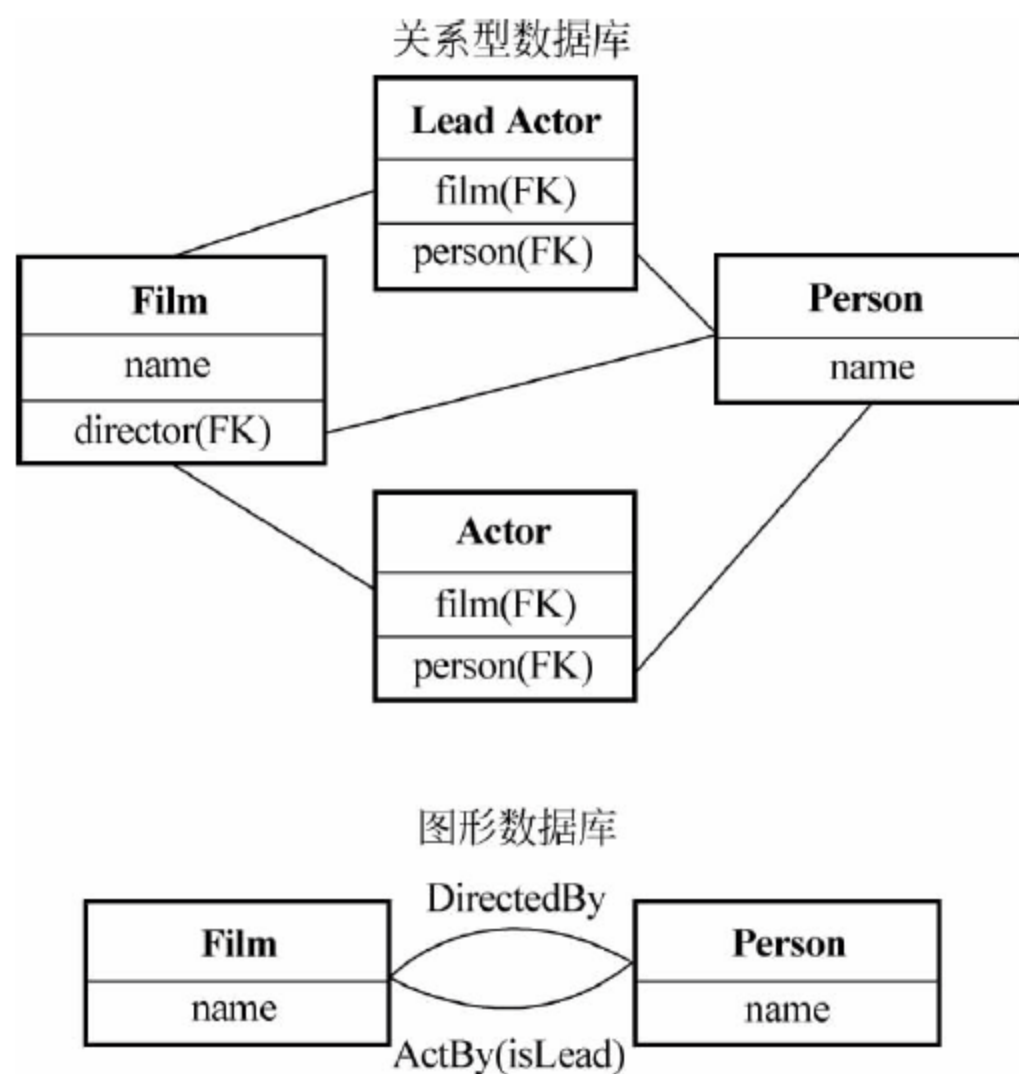 关系型数据库
Lead Actor
film(FK)
person(FK)
Film
name
director(FK)
Person
name
Actor
film(FK)
person(FK)
图形数据库
DirectedBy
Film
name
Person
name
ActBy(isLead)